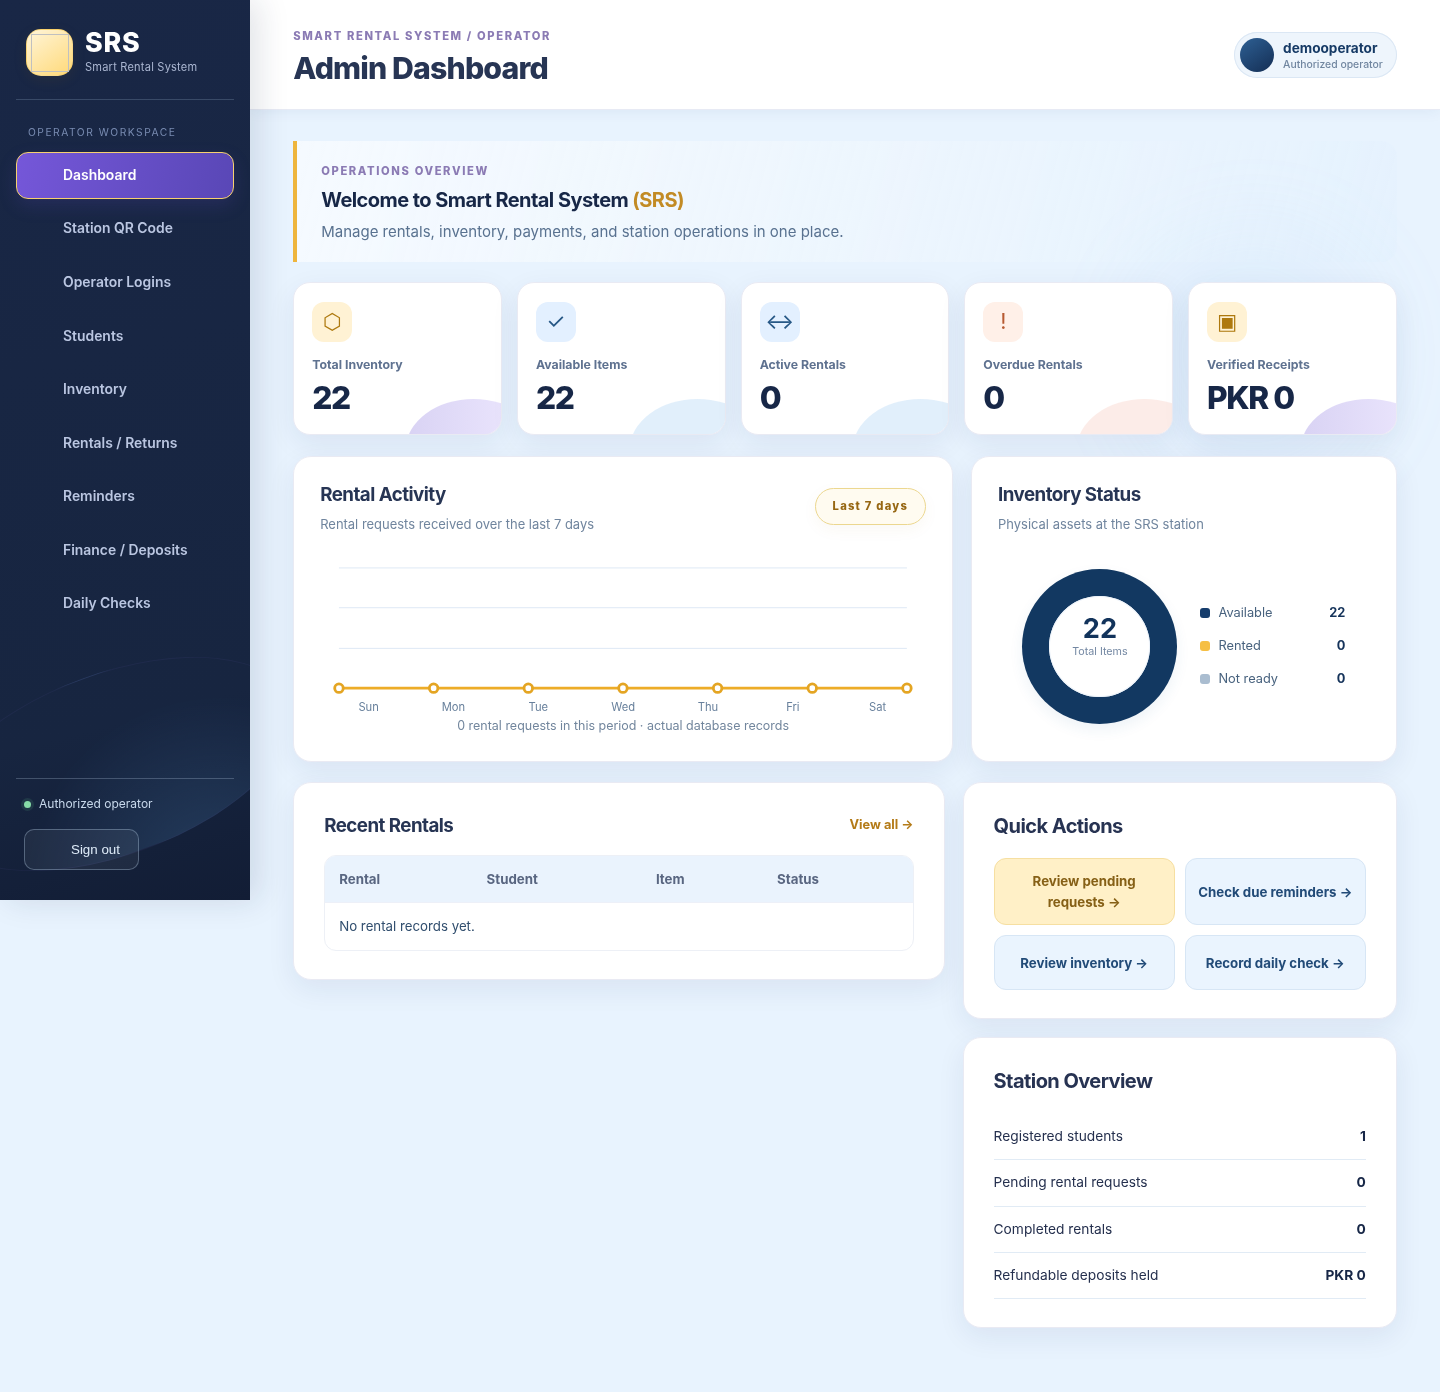 SRS
Smart Rental System
OPERATOR WORKSPACE
Dashboard
Station QR Code
Operator Logins
Students
Inventory
Rentals / Returns
Reminders
Finance / Deposits
Daily Checks
Authorized operator
Sign out
SMART RENTAL SYSTEM / OPERATOR
Admin Dashboard
demooperator
Authorized operator
OPERATIONS OVERVIEW
Welcome to Smart Rental System (SRS)
Manage rentals, inventory, payments, and station operations in one place.
Total Inventory
22
Available Items
22
Active Rentals
0
!
Overdue Rentals
0
Verified Receipts
PKR 0
Rental Activity
Rental requests received over the last 7 days
Last 7 days
Sun Mon Tue Wed Thu Fri Sat
0 rental requests in this period · actual database records
Inventory Status
Physical assets at the SRS station
22
Total Items
Available 22
Rented 0
Not ready 0
Recent Rentals
View all →
Rental Student Item Status
No rental records yet.
Quick Actions
Review pending
requests →
Check due reminders →
Review inventory →
Record daily check →
Station Overview
Registered students 1
Pending rental requests 0
Completed rentals 0
Refundable deposits held PKR 0